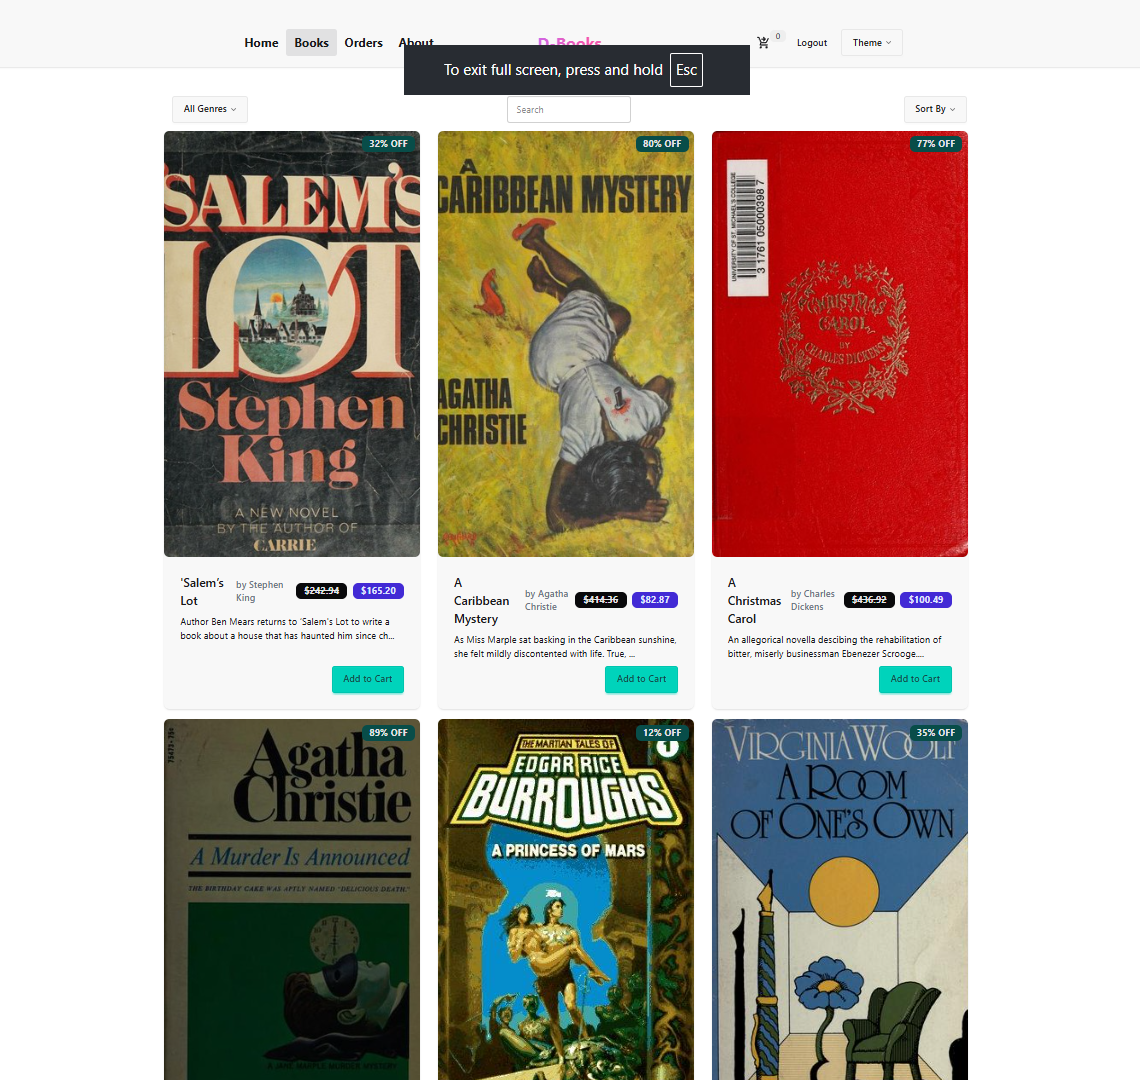 Home Books Orders About D-Books 0 Logout Theme
To exit full screen, press and hold Esc
All Genres Search Sort By
32% OFF
'SALEM'S
LOT
Stephen
King
A NEW NOVEL
BY THE AUTHOR OF
CARRIE
'Salem's Lot
by Stephen King
$242.94 $165.20
Author Ben Mears returns to 'Salem's Lot to write a
book about a house that has haunted him since ch...
Add to Cart
80% OFF
A
CARIBBEAN MYSTERY
AGATHA
CHRISTIE
A Caribbean Mystery
by Agatha Christie
$414.36 $82.87
As Miss Marple sat basking in the Caribbean sunshine,
she felt mildly discontented with life. True, ...
Add to Cart
77% OFF
UNIVERSITY OF ST. MICHAEL'S COLLEGE
3 1761 05000398 7
A
CHRISTMAS
CAROL
BY
CHARLES DICKENS
A Christmas Carol
by Charles Dickens
$436.92 $100.49
An allegorical novella descibing the rehabilitation of
bitter, miserly businessman Ebenezer Scrooge....
Add to Cart
89% OFF
Agatha
Christie
A Murder Is Announced
THE BIRTHDAY CAKE WAS APTLY NAMED "DELICIOUS DEATH."
A JANE MARPLE MURDER MYSTERY
12% OFF
1
THE MARTIAN TALES OF
EDGAR RICE
BURROUGHS
A PRINCESS OF MARS
35% OFF
VIRGINIA WOOLF
A ROOM
OF ONE'S OWN